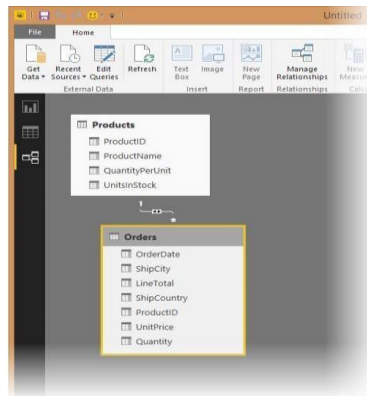 Untitled
File Home
Get Data Recent Sources Edit Queries Refresh Text Box Image New Page Manage Relationships New
External Data Insert Report Relationships
Products
ProductID
ProductName
QuantityPerUnit
UnitsInStock
1
*
Orders
OrderDate
ShipCity
LineTotal
ShipCountry
ProductID
UnitPrice
Quantity